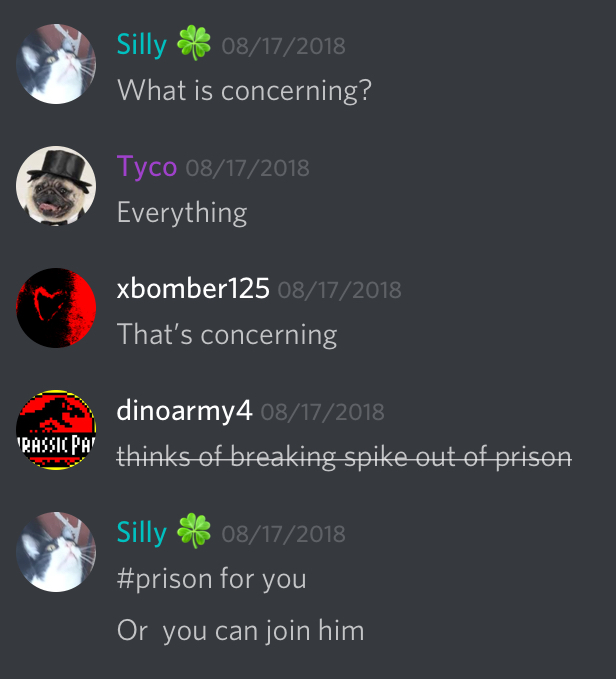 Silly 🍀 08/17/2018
What is concerning?
Tyco 08/17/2018
Everything
xbomber125 08/17/2018
That's concerning
dinoarmy4 08/17/2018
RASSIC PA
thinks of breaking spike out of prison
Silly 🍀 08/17/2018
#prison for you
Or  you can join him